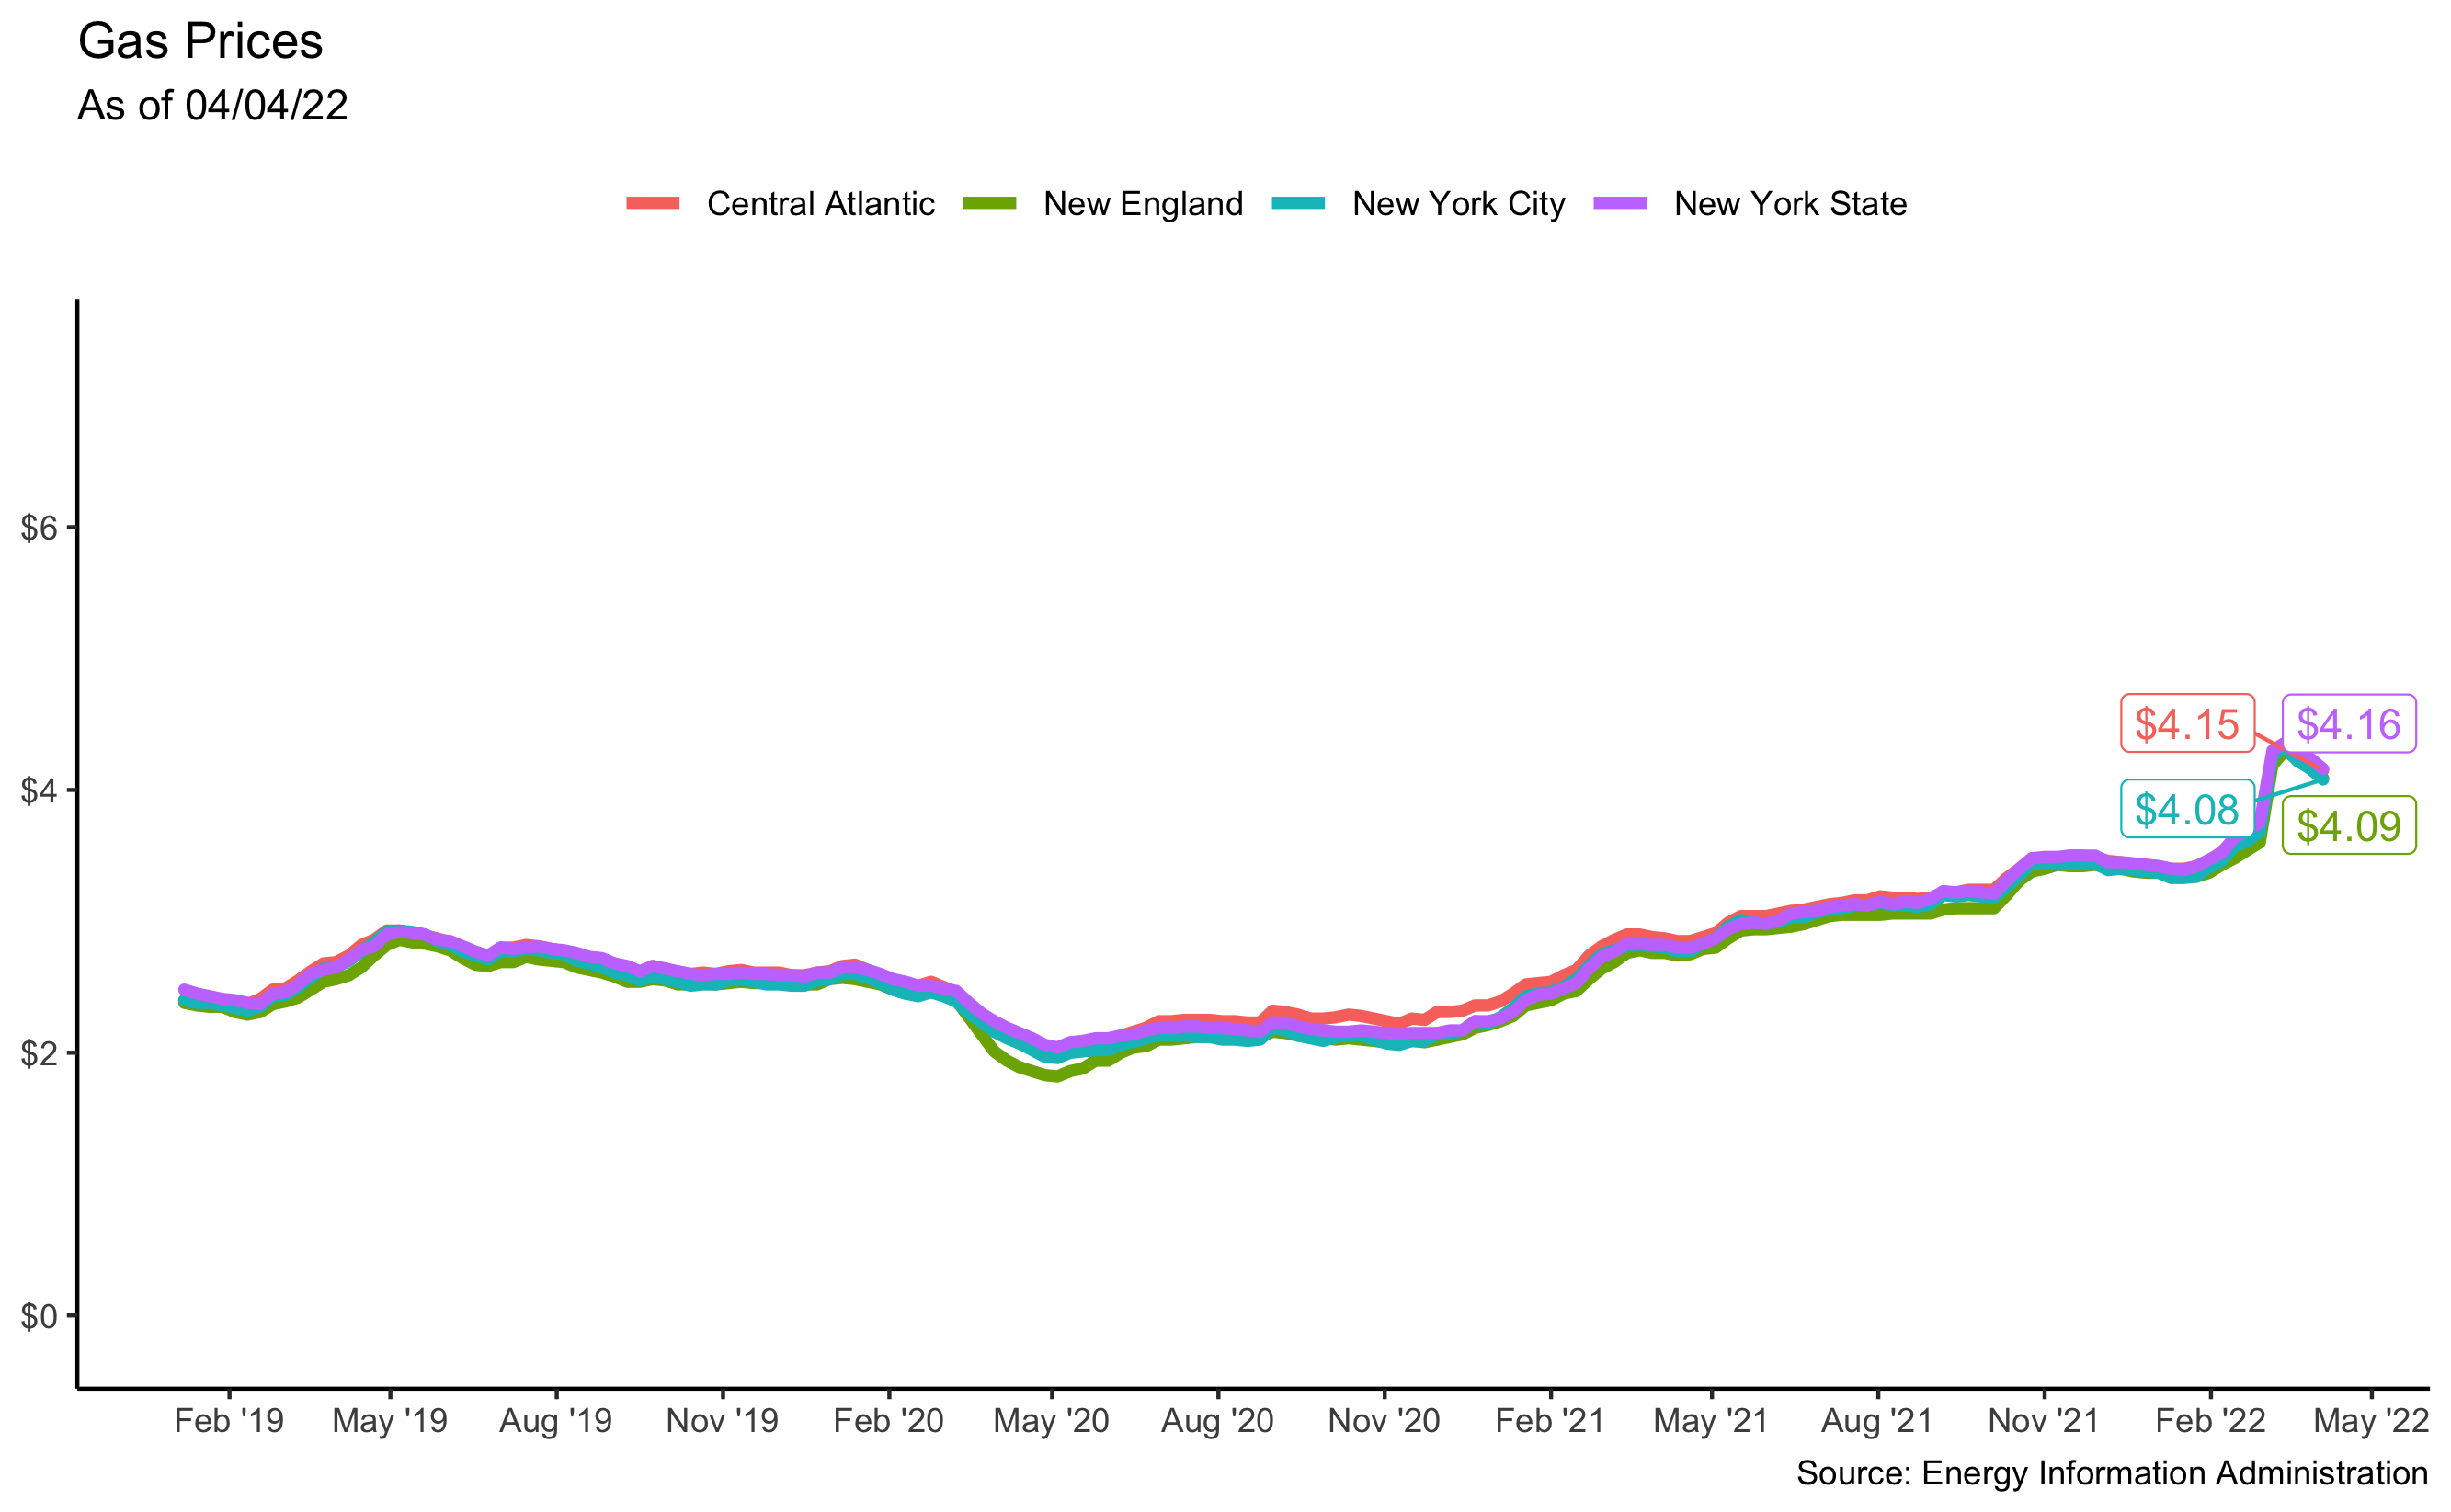 Gas Prices
As of 04/04/22
Central Atlantic New England New York City New York State
$6
$4
$2
$0
$4.15 $4.16
$4.08 $4.09
Feb '19 May '19 Aug '19 Nov '19 Feb '20 May '20 Aug '20 Nov '20 Feb '21 May '21 Aug '21 Nov '21 Feb '22 May '22
Source: Energy Information Administration